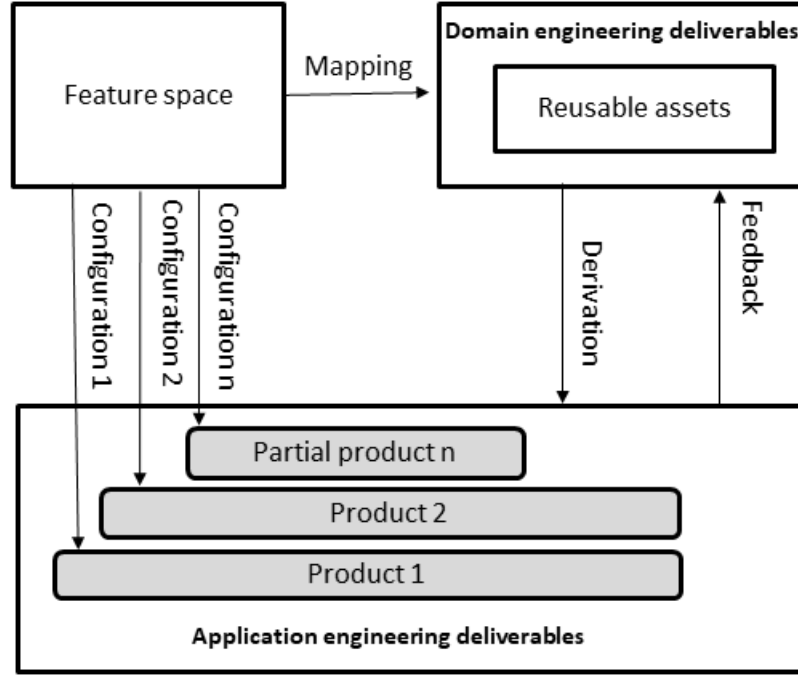 Domain engineering deliverables
Feature space
Mapping
Reusable assets
Configuration 1
Configuration 2
Configuration n
Derivation
Feedback
Partial product n
Product 2
Product 1
Application engineering deliverables